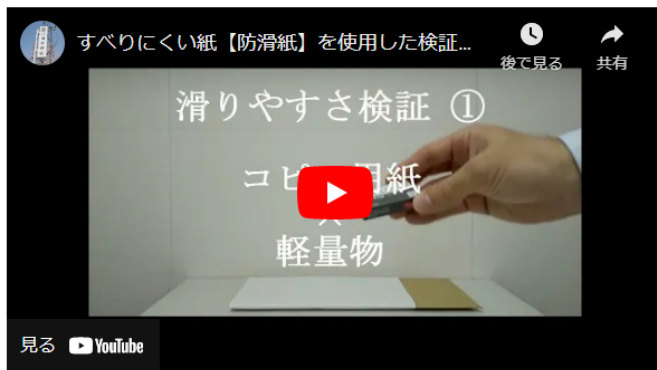 すべりにくい紙【防滑紙】を使用した検証...
後で見る
共有
滑りやすさ検証 ①
コピ 用紙
軽量物
見る YouTube